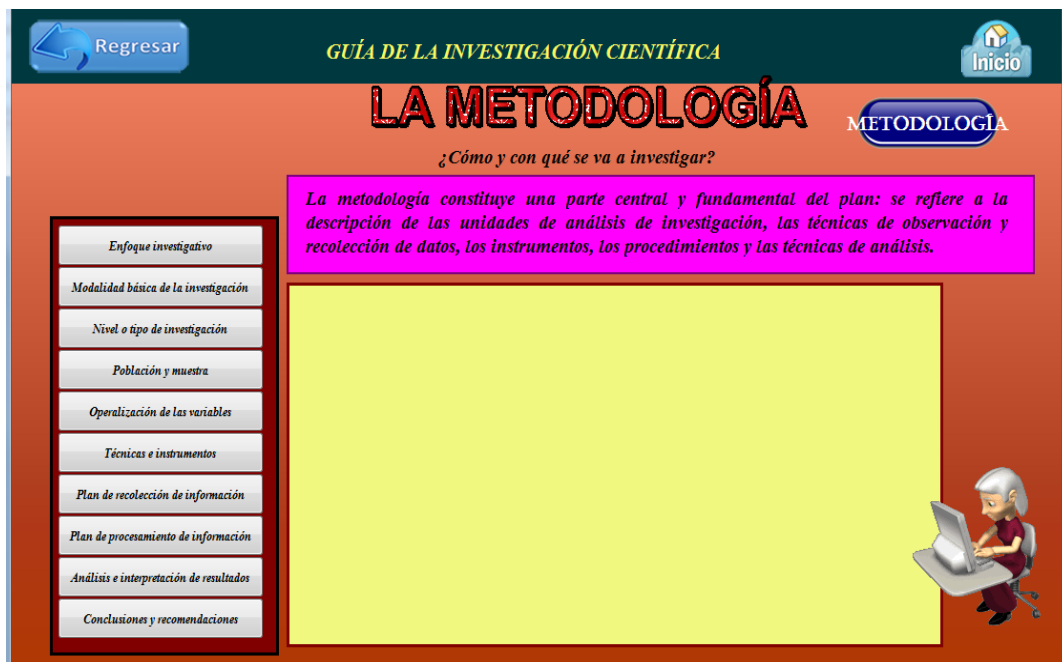 Regresar
GUÍA DE LA INVESTIGACIÓN CIENTÍFICA
Inicio
LA METODOLOGÍA
METODOLOGÍA
¿Cómo y con qué se va a investigar?
La metodología constituye una parte central y fundamental del plan: se refiere a la
descripción de las unidades de análisis de investigación, las técnicas de observación y
recolección de datos, los instrumentos, los procedimientos y las técnicas de análisis.
Enfoque investigativo
Modalidad básica de la investigación
Nivel o tipo de investigación
Población y muestra
Operalización de las variables
Técnicas e instrumentos
Plan de recolección de información
Plan de procesamiento de información
Análisis e interpretación de resultados
Conclusiones y recomendaciones